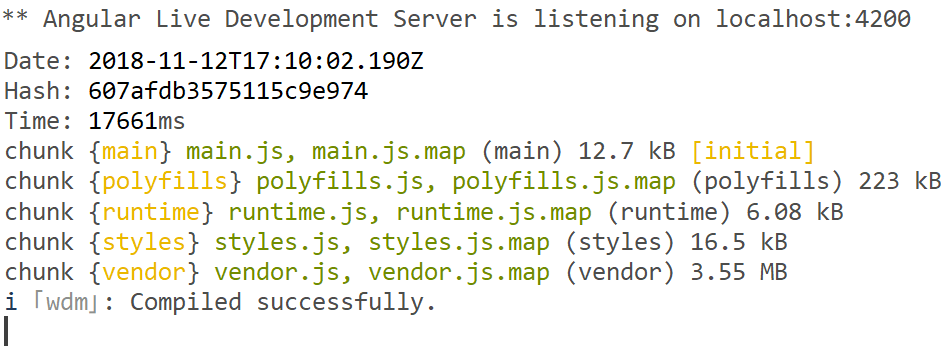 ** Angular Live Development Server is listening on localhost:4200
Date: 2018-11-12T17:10:02.190Z
Hash: 607afdb3575115c9e974
Time: 17661ms
chunk {main} main.js, main.js.map (main) 12.7 kB [initial]
chunk {polyfills} polyfills.js, polyfills.js.map (polyfills) 223 kB
chunk {runtime} runtime.js, runtime.js.map (runtime) 6.08 kB
chunk {styles} styles.js, styles.js.map (styles) 16.5 kB
chunk {vendor} vendor.js, vendor.js.map (vendor) 3.55 MB
i ｢wdm｣: Compiled successfully.